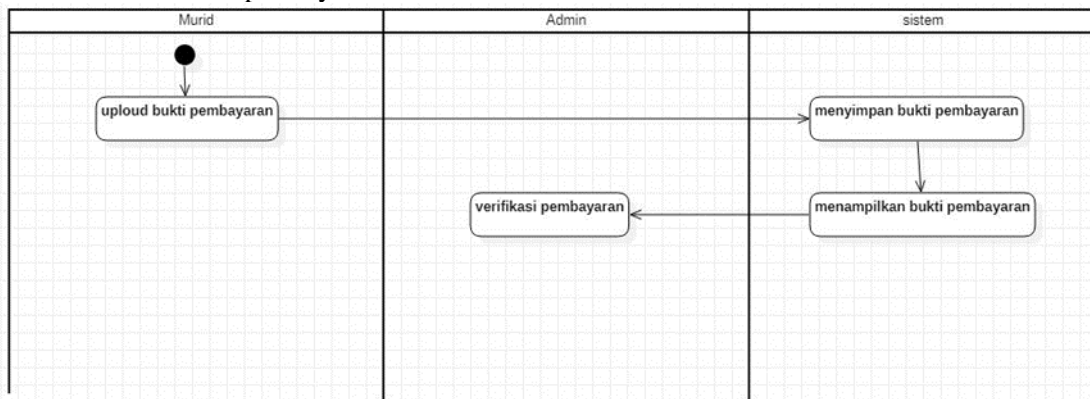 Murid
Admin
sistem
uploud bukti pembayaran
menyimpan bukti pembayaran
verifikasi pembayaran
menampilkan bukti pembayaran